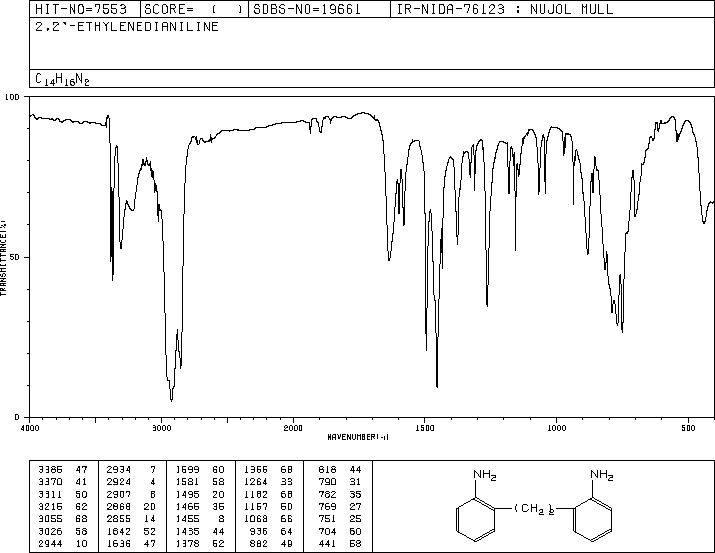 HIT-NO=7553 SCORE= ( ) SDBS-NO=19661 IR-NIDA-76123 : NUJOL MULL
2,2'-ETHYLENEDIANILINE
C14H16N2
100
50
0
TRANSMITTANCE(%)
4000 3000 2000 1500 1000 500
WAVENUMBER(-1)
3386 47 2934 7 1599 60 1366 68 818 44
3370 41 2924 4 1581 58 1264 33 790 31
3311 50 2907 6 1495 20 1182 68 782 35
3215 62 2868 20 1466 35 1157 50 769 27
3055 68 2855 14 1455 8 1068 66 751 25
3026 58 1642 52 1435 44 936 64 704 60
2944 10 1636 47 1378 52 882 49 441 58
NH2 NH2
(CH2)2